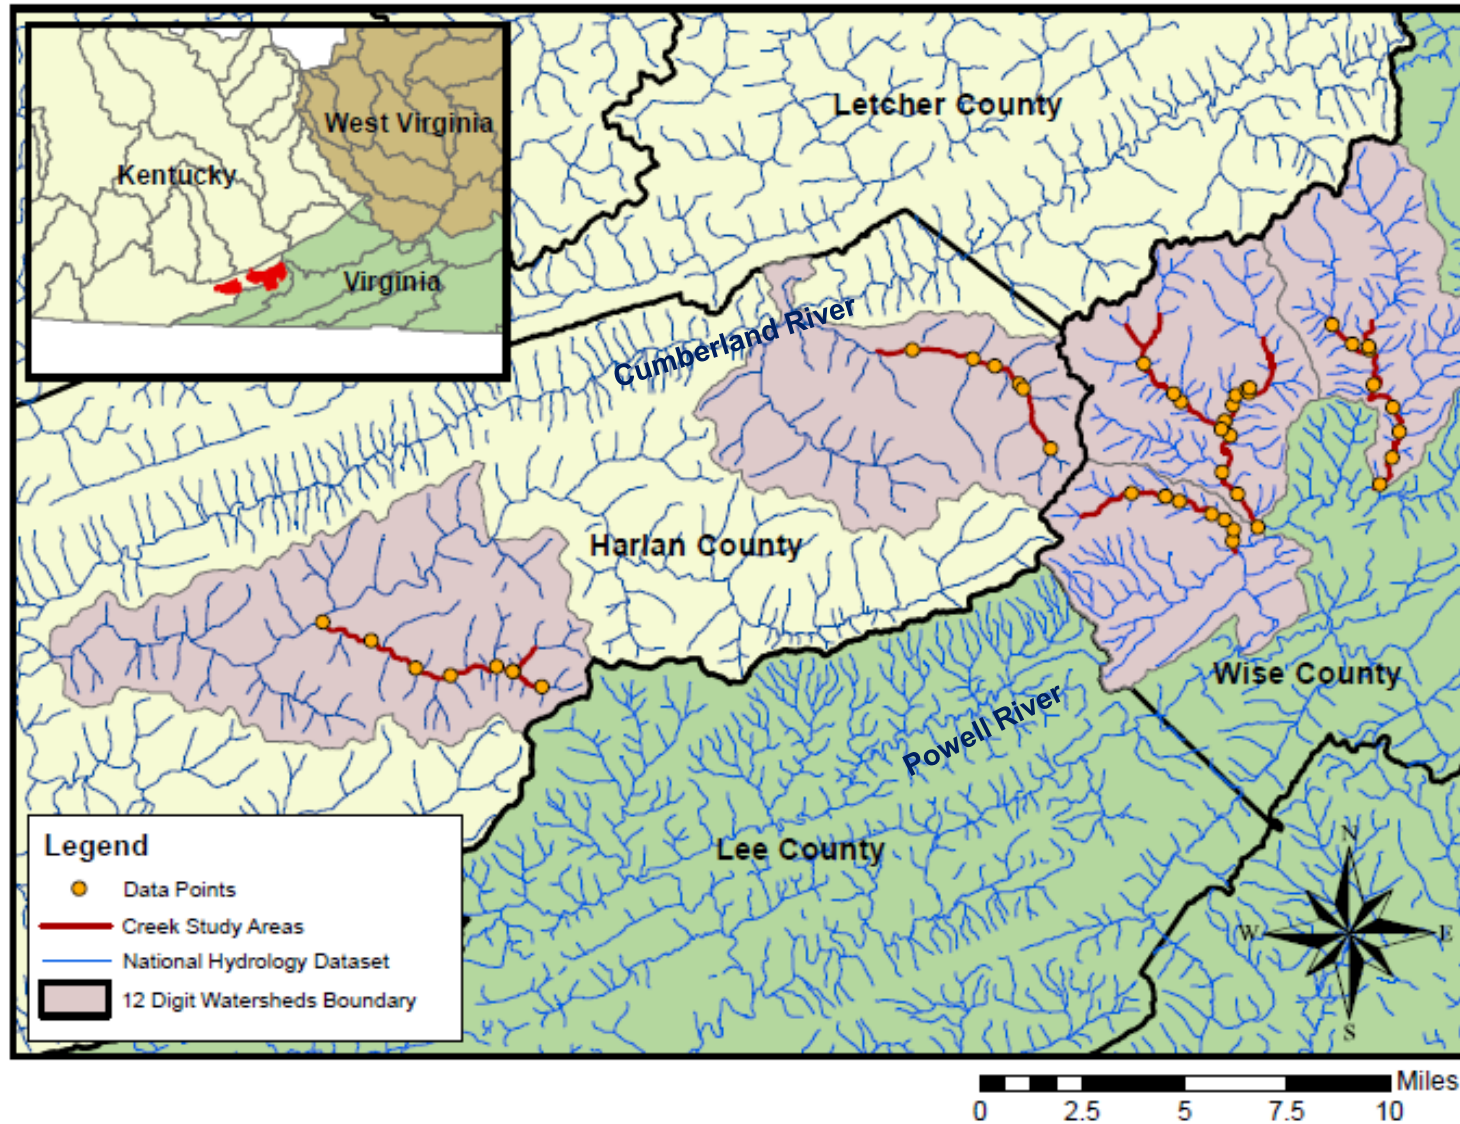 West Virginia
Kentucky
Virginia
Letcher County
Cumberland River
Harlan County
Wise County
Powell River
Lee County
Legend
Data Points
Creek Study Areas
National Hydrology Dataset
12 Digit Watersheds Boundary
N
W
E
S
Miles
0 2.5 5 7.5 10